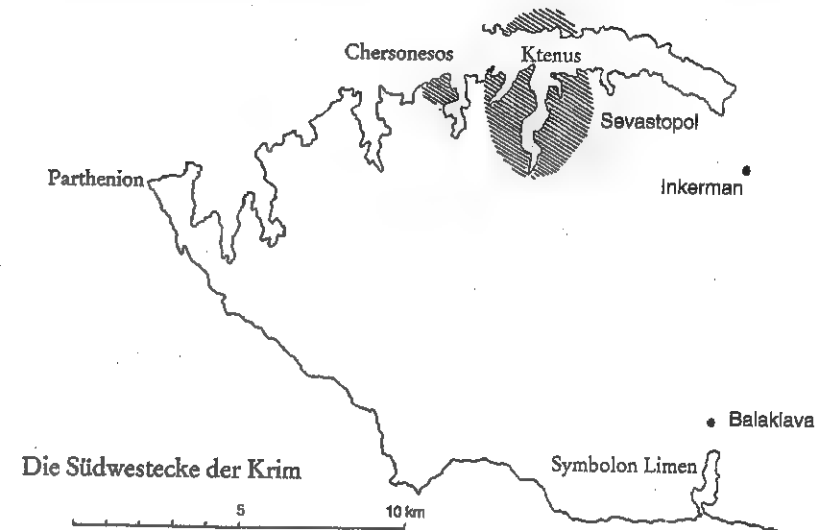 Chersonesos
Ktenus
Sevastopol
Parthenion
Inkerman
Balaklava
Symbolon Limen
Die Südwestecke der Krim
5
10 km